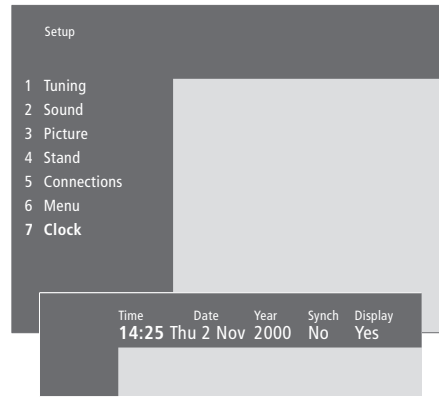 Setup
1 Tuning
2 Sound
3 Picture
4 Stand
5 Connections
6 Menu
7 Clock
Time Date Year Synch Display
14:25 Thu 2 Nov 2000 No Yes